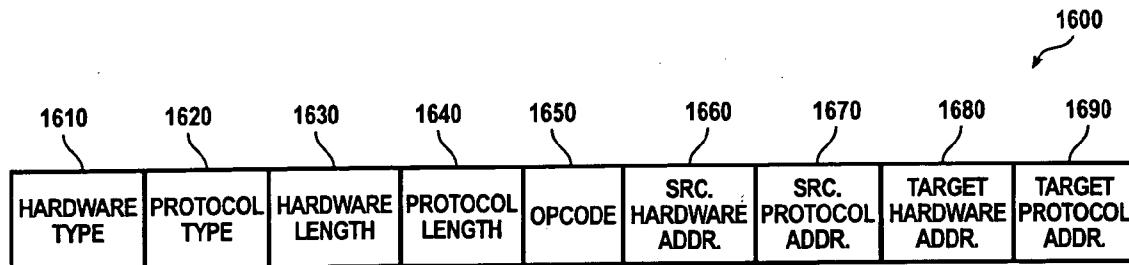 1600
1610 1620 1630 1640 1650 1660 1670 1680 1690
HARDWARE TYPE
PROTOCOL TYPE
HARDWARE LENGTH
PROTOCOL LENGTH
OPCODE
SRC. HARDWARE ADDR.
SRC. PROTOCOL ADDR.
TARGET HARDWARE ADDR.
TARGET PROTOCOL ADDR.